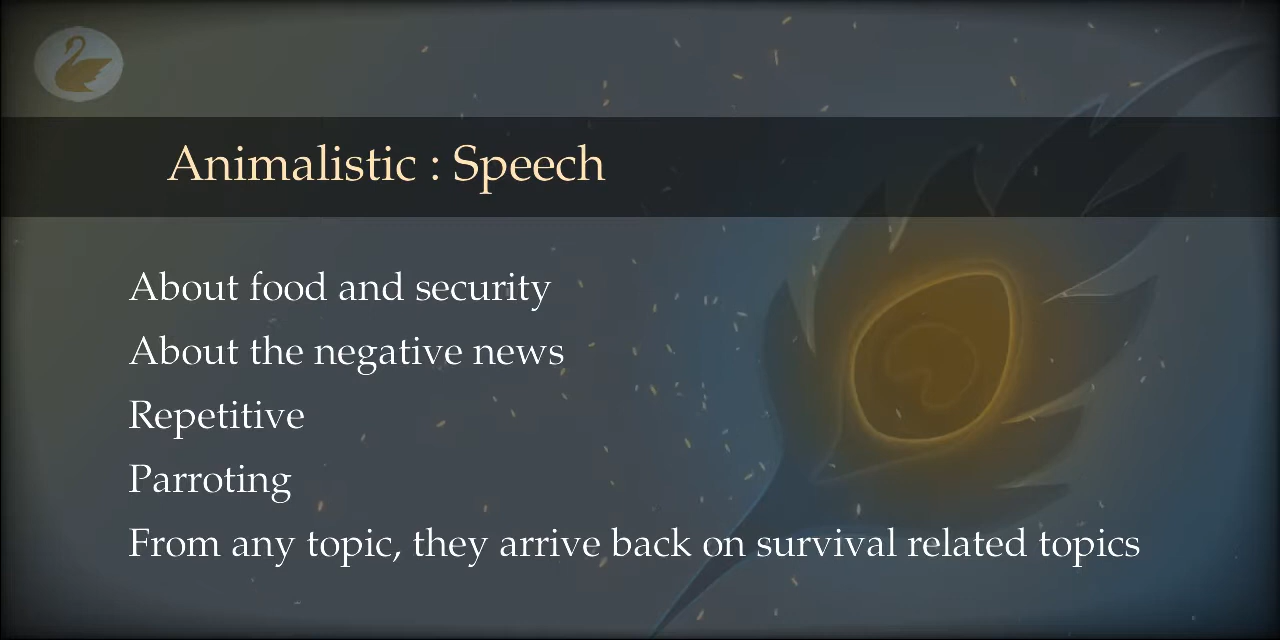 Animalistic : Speech
About food and security
About the negative news
Repetitive
Parroting
From any topic, they arrive back on survival related topics